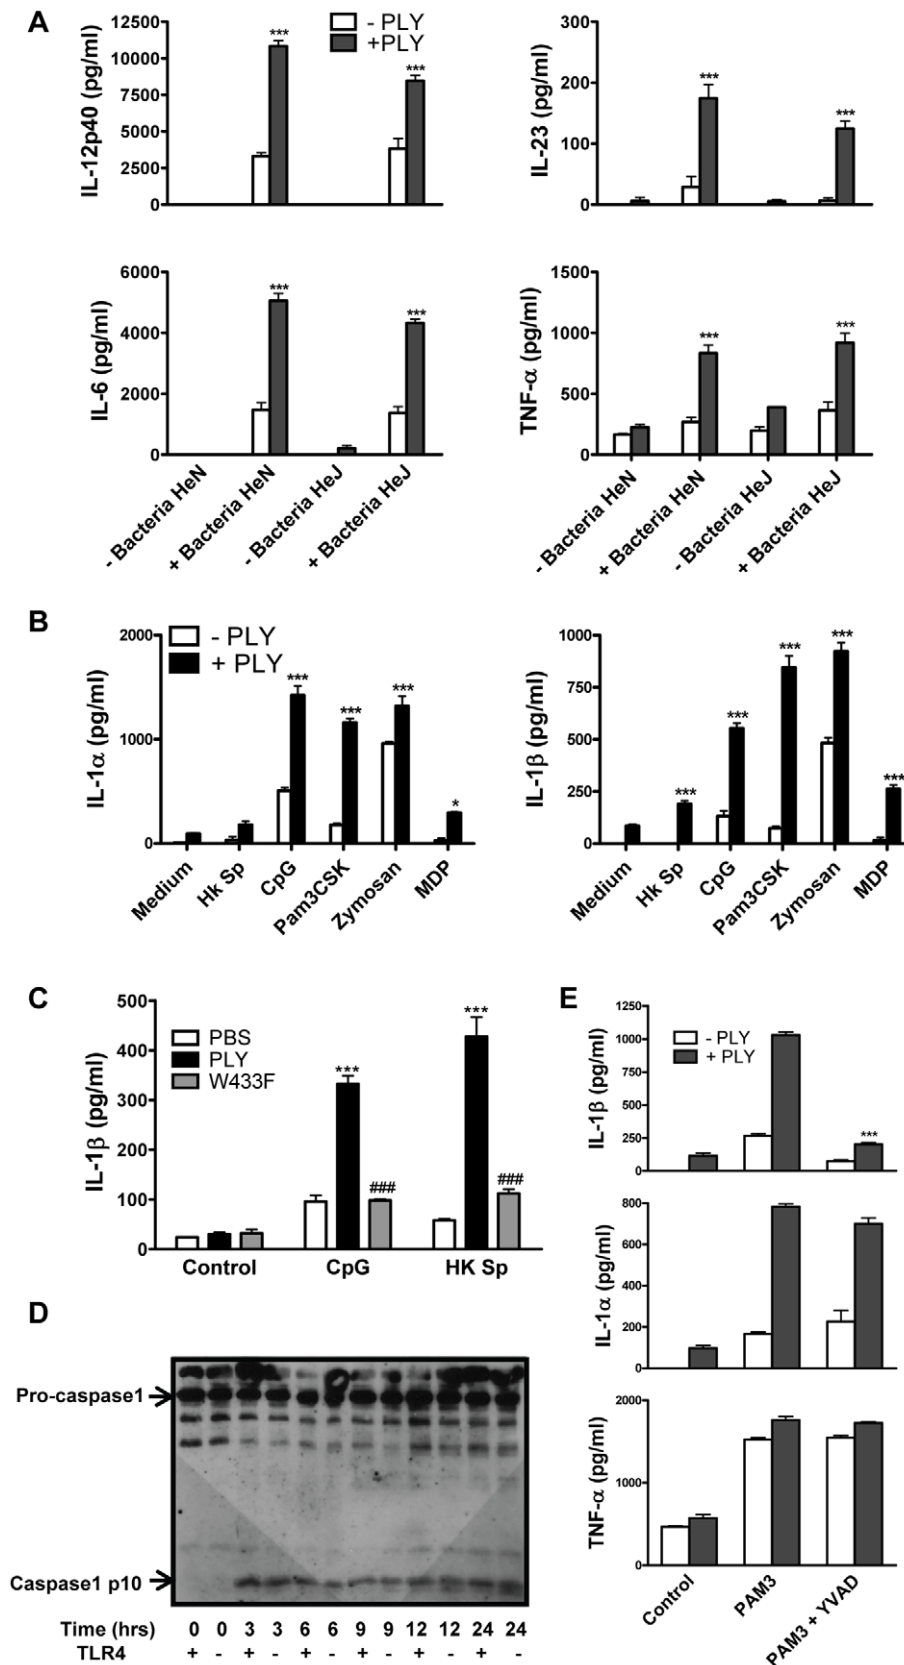 A
- PLY
+PLY
IL-12p40 (pg/ml)
12500
10000
7500
5000
2500
0
*** ***
IL-23 (pg/ml)
300
200
100
0
*** ***
IL-6 (pg/ml)
6000
4000
2000
0
*** ***
- Bacteria HeN
+ Bacteria HeN
- Bacteria HeJ
+ Bacteria HeJ
TNF-α (pg/ml)
1500
1000
500
0
*** ***
- Bacteria HeN
+ Bacteria HeN
- Bacteria HeJ
+ Bacteria HeJ
B
- PLY
+ PLY
IL-1α (pg/ml)
2000
1000
0
*** *** *** *
Medium
Hk Sp
CpG
Pam3CSK
Zymosan
MDP
IL-1β (pg/ml)
1000
750
500
250
0
*** *** *** *** ***
Medium
Hk Sp
CpG
Pam3CSK
Zymosan
MDP
C
PBS
PLY
W433F
IL-1β (pg/ml)
500
400
300
200
100
0
*** ### *** ###
Control CpG HK Sp
D
Pro-caspase1
Caspase1 p10
Time (hrs) 0 0 3 3 6 6 9 9 12 12 24 24
TLR4 + - + - + - + - + - + -
E
- PLY
+ PLY
IL-1β (pg/ml)
1250
1000
750
500
250
0
***
IL-1α (pg/ml)
800
600
400
200
0
TNF-α (pg/ml)
2000
1000
0
Control
PAM3
PAM3 + YVAD